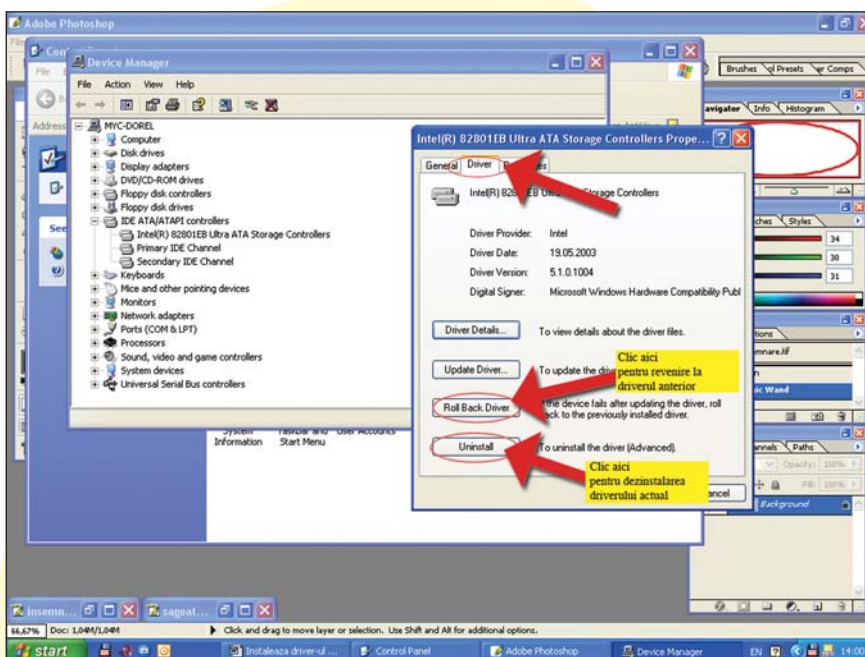 Adobe Photoshop
Device Manager
File Action View Help
Address
MYC-DOREL
Computer
Disk drives
Display adapters
DVD/CD-ROM drives
Floppy disk controllers
Floppy disk drives
IDE ATA/ATAPI controllers
Intel(R) 82801EB Ultra ATA Storage Controllers
Primary IDE Channel
Secondary IDE Channel
Keyboards
Mice and other pointing devices
Monitors
Network adapters
Ports (COM & LPT)
Processors
Sound, video and game controllers
System devices
Universal Serial Bus controllers
System
Information
Taskbar and
Start Menu
User Accounts
Intel(R) 82801EB Ultra ATA Storage Controllers Prope...
General Driver
Intel(R) Storage Controllers
Driver Provider: Intel
Driver Date: 19.05.2003
Driver Version: 5.1.0.1004
Digital Signer: Microsoft Windows Hardware Compatibility Publ
Driver Details... To view details about the driver files.
Update Driver... To update the
Clic aici
pentru revenire la
driverul anterior
Roll Back Driver
the device fails after updating the driver, roll
back to the previously installed driver.
Uninstall To uninstall the driver (Advanced).
Clic aici
pentru dezinstalarea
driverului actual
Brushes Presets Comps
Navigator Info Histogram
Styles
34
30
31
Paths
Opacity: 100%
Fill: 100%
Background
insemn...
sageat...
66,67% Doc: 1,04M/1,04M Click and drag to move layer or selection. Use Shift and Alt for additional options.
start Instaleaza driver-ul ... Control Panel Adobe Photoshop Device Manager EN 14:00